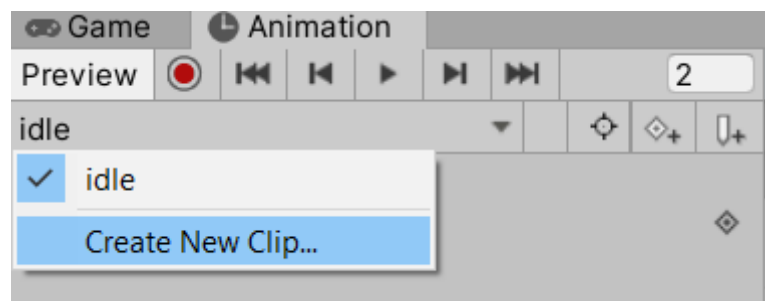 Game Animation
Preview 2
idle
idle
Create New Clip...